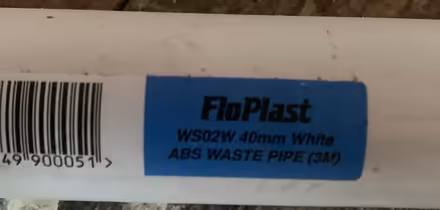 FloPlast
WS02W 40mm White
ABS WASTE PIPE (3M)
49 900051 >